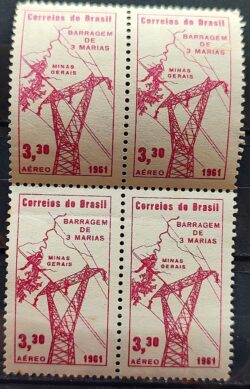 Correios do Brasil Correios do Brasil
BARRAGEM BARRAGEM
DE DE
3 MARIAS 3 MARIAS
MINAS MINAS
GERAIS GERAIS
3,30 3,30
AÉREO 1961 AÉREO 1961
Correios do Brasil Correios do Brasil
BARRAGEM BARRAGEM
DE DE
3 MARIAS 3 MARIAS
MINAS MINAS
GERAIS GERAIS
3,30 3,30
AÉREO 1961 AÉREO 1961